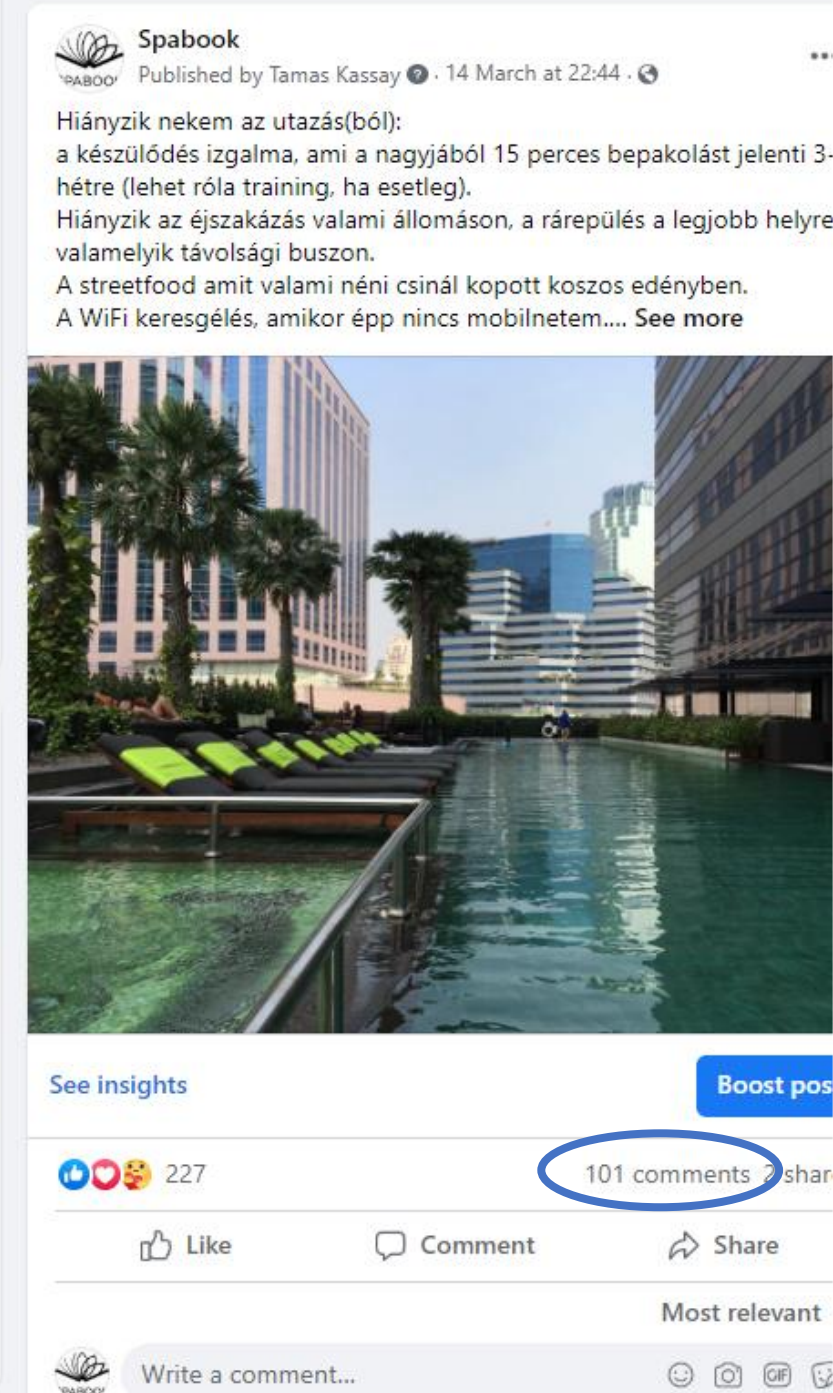 Spabook
Published by Tamas Kassay · 14 March at 22:44 ·
Hiányzik nekem az utazás(ból):
a készülődés izgalma, ami a nagyjából 15 perces bepakolást jelenti 3-
hétre (lehet róla training, ha esetleg).
Hiányzik az éjszakázás valami állomáson, a rárepülés a legjobb helyre
valamelyik távolsági buszon.
A streetfood amit valami néni csinál kopott koszos edényben.
A WiFi keresgélés, amikor épp nincs mobilnetem.... See more
See insights
Boost pos
227
101 comments 2 shar
Like Comment Share
Most relevant
Write a comment...
GIF